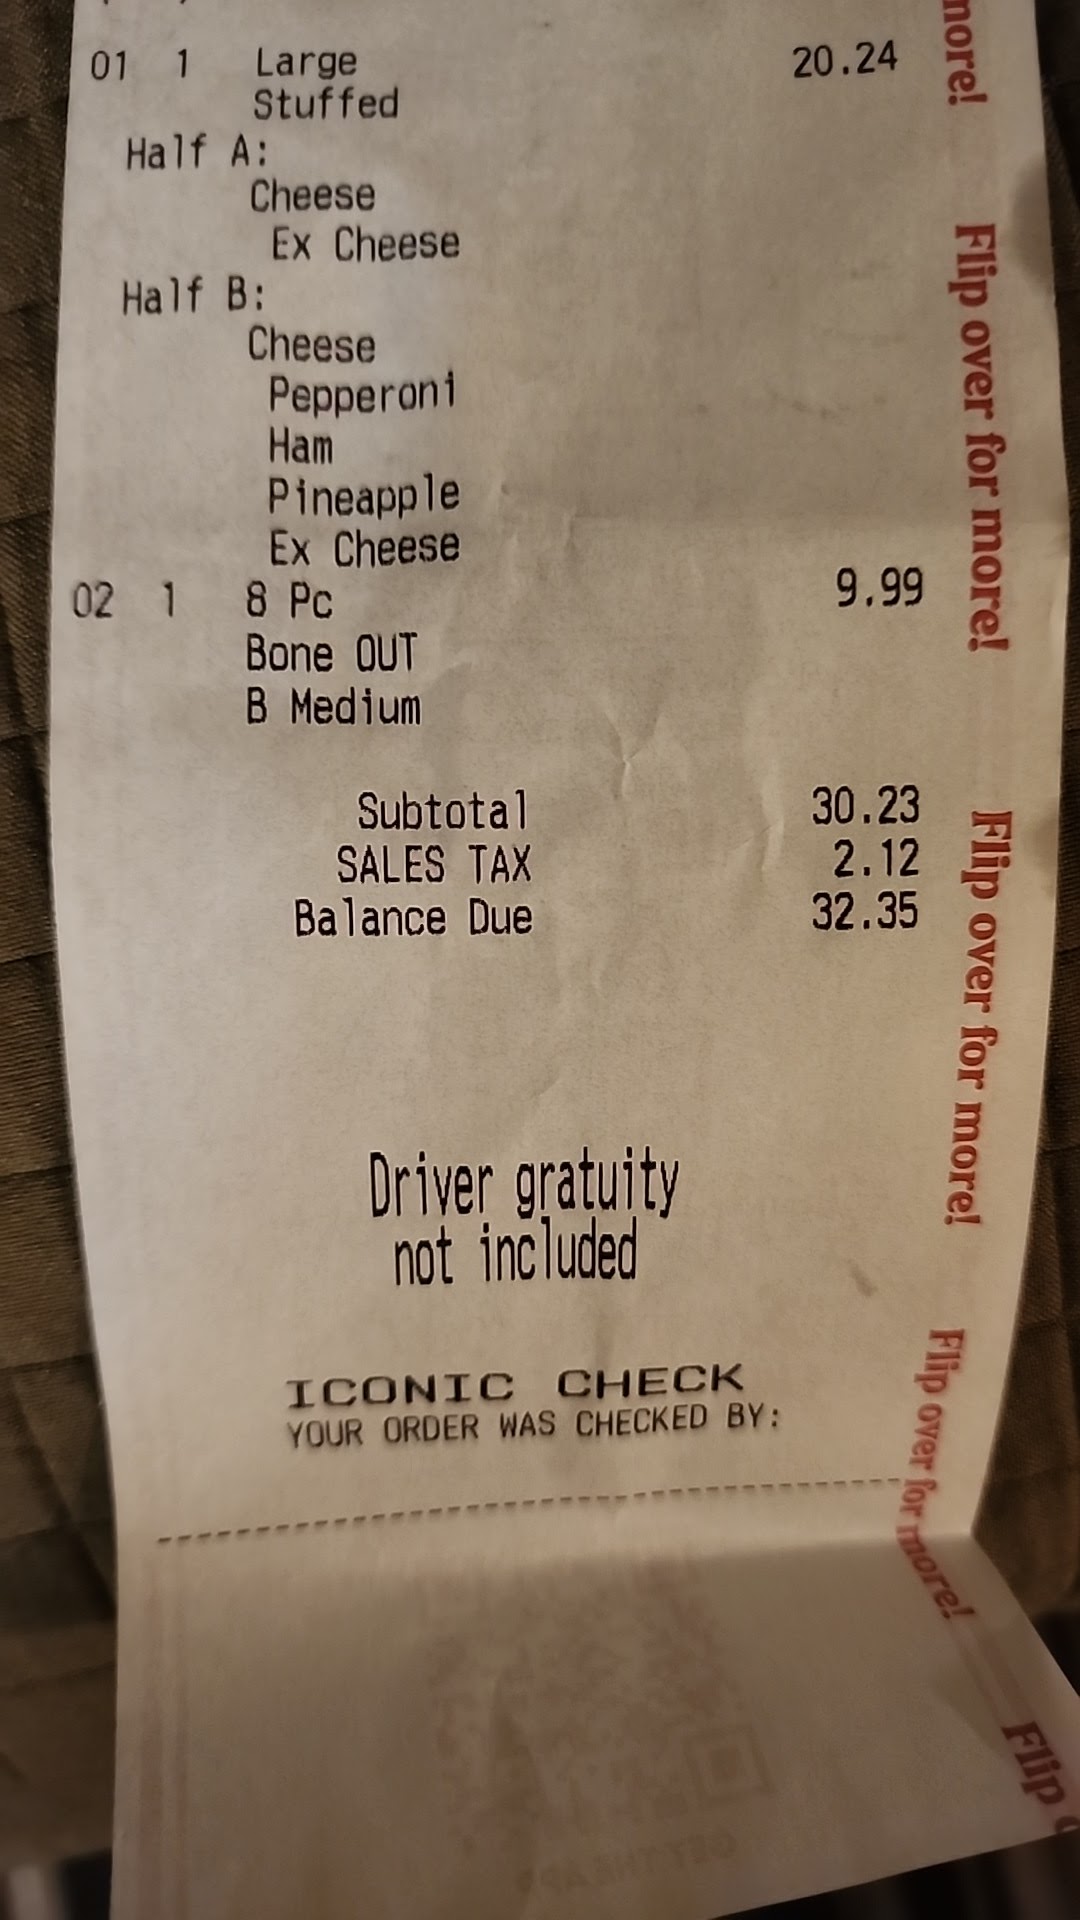 01 1 Large 20.24
Stuffed
Half A:
Cheese
Ex Cheese
Half B:
Cheese
Pepperoni
Ham
Pineapple
Ex Cheese
02 1 8 Pc 9.99
Bone OUT
B Medium
Subtotal 30.23
SALES TAX 2.12
Balance Due 32.35
Driver gratuity
not included
ICONIC CHECK
YOUR ORDER WAS CHECKED BY:
more!
Flip over for more!
Flip over for more!
Flip over for more!
Flip